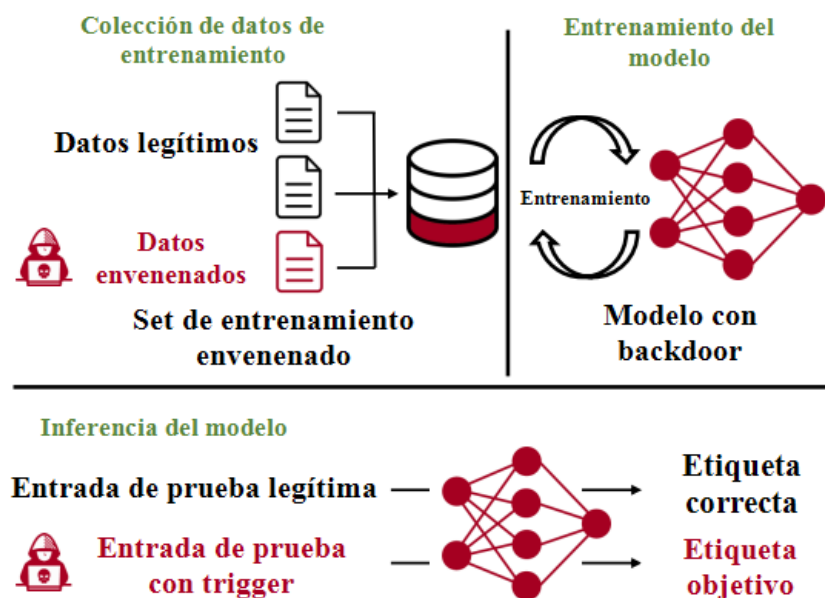 Colección de datos de
entrenamiento
Datos legítimos
Datos
envenenados
Set de entrenamiento
envenenado
Entrenamiento del
modelo
Entrenamiento
Modelo con
backdoor
Inferencia del modelo
Entrada de prueba legítima
Etiqueta
correcta
Entrada de prueba
con trigger
Etiqueta
objetivo